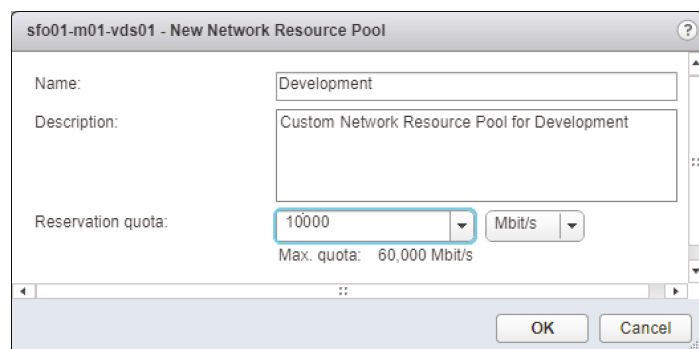 sfo01-m01-vds01 - New Network Resource Pool
?
Name:
Development
Description:
Custom Network Resource Pool for Development
Reservation quota:
10000
Mbit/s
Max. quota: 60,000 Mbit/s
OK
Cancel